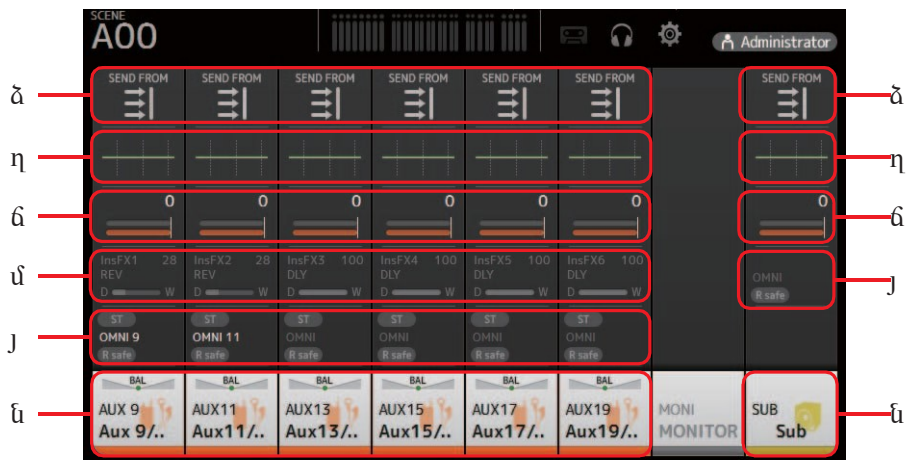 SCENE
A00
Administrator
ձ SEND FROM SEND FROM SEND FROM SEND FROM SEND FROM SEND FROM SEND FROM ձ
ղ ղ
ճ 0 0 0 0 0 0 0 ճ
մ InsFX1 28 InsFX2 28 InsFX3 100 InsFX4 100 InsFX5 100 InsFX6 100
REV REV DLY DLY DLY DLY OMNI յ
D W D W D W D W D W D W R safe
ST ST ST ST ST ST
յ OMNI 9 OMNI 11 OMNI OMNI OMNI OMNI
R safe R safe R safe R safe R safe R safe
BAL BAL BAL BAL BAL BAL
ն AUX 9 AUX11 AUX13 AUX15 AUX17 AUX19 MONI SUB ն
Aux 9/.. Aux11/.. Aux13/.. Aux15/.. Aux17/.. Aux19/.. MONITOR Sub